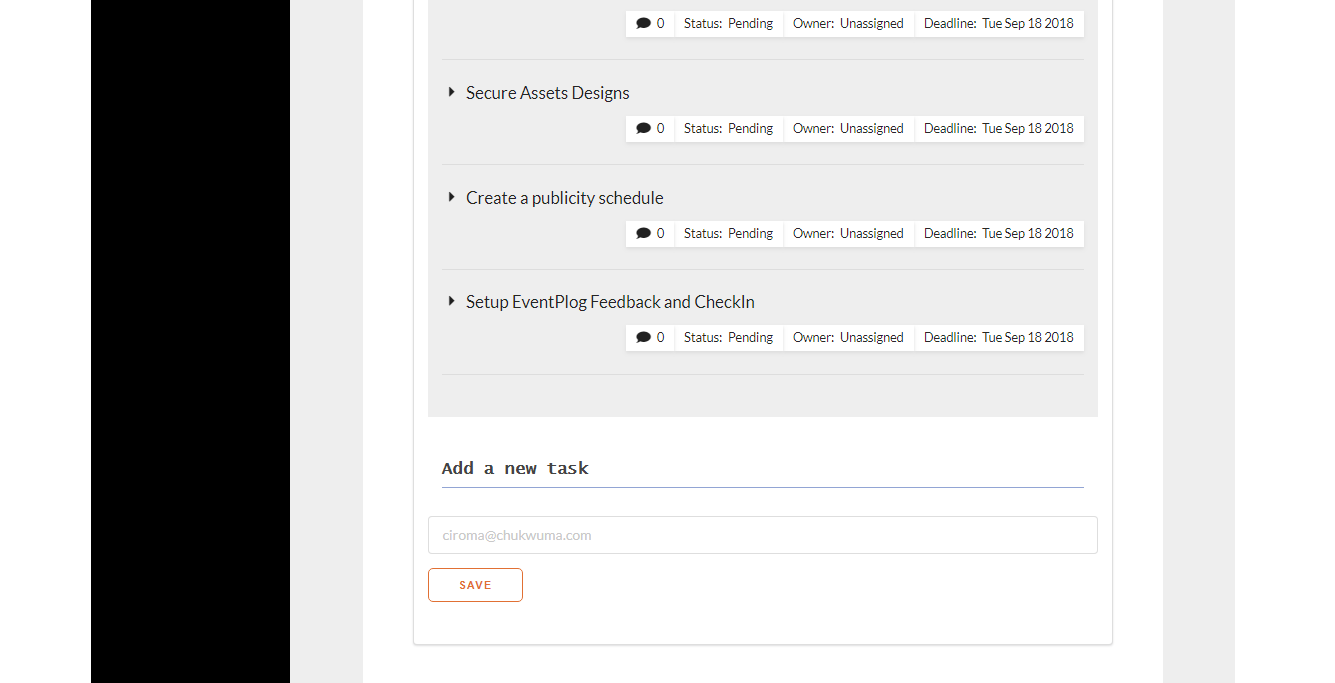 0 Status: Pending Owner: Unassigned Deadline: Tue Sep 18 2018
Secure Assets Designs
0 Status: Pending Owner: Unassigned Deadline: Tue Sep 18 2018
Create a publicity schedule
0 Status: Pending Owner: Unassigned Deadline: Tue Sep 18 2018
Setup EventPlog Feedback and CheckIn
0 Status: Pending Owner: Unassigned Deadline: Tue Sep 18 2018
Add a new task
ciroma@chukwuma.com
SAVE